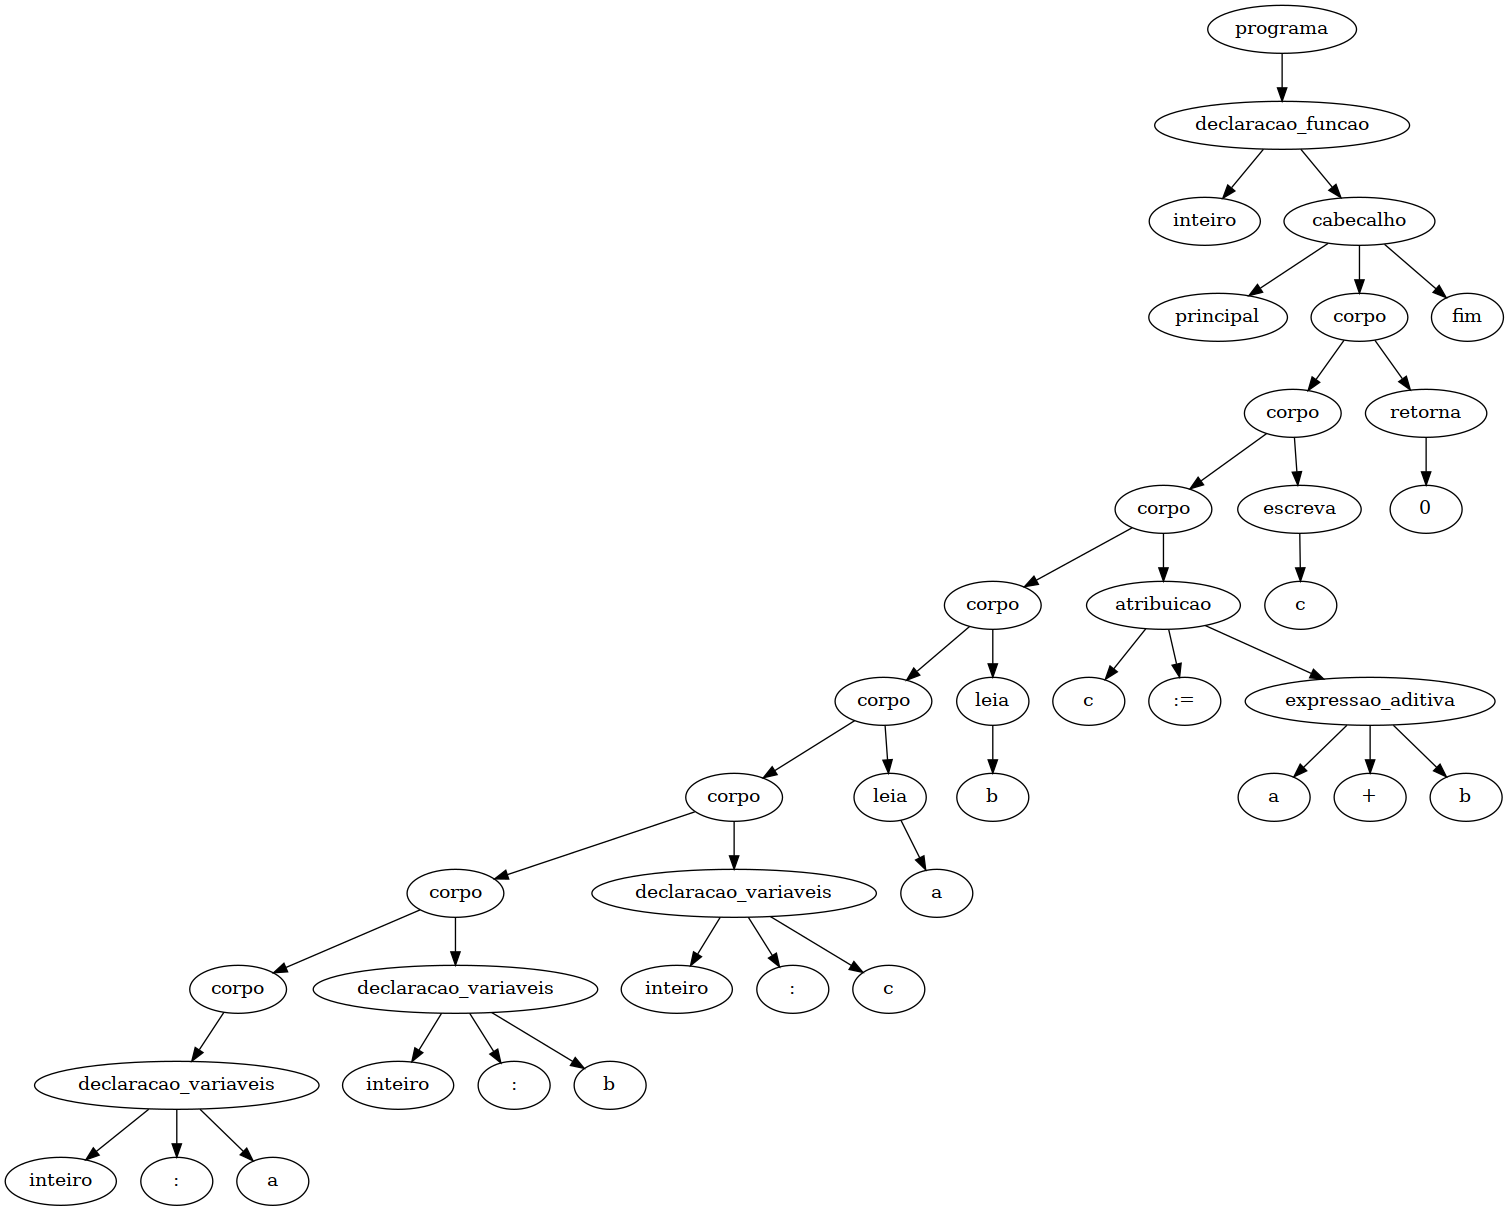 programa
declaracao_funcao
inteiro cabecalho
principal corpo fim
corpo retorna
corpo escreva 0
corpo atribuicao c
corpo leia c := expressao_aditiva
corpo leia b a + b
corpo declaracao_variaveis a
corpo declaracao_variaveis inteiro : c
declaracao_variaveis inteiro : b
inteiro : a